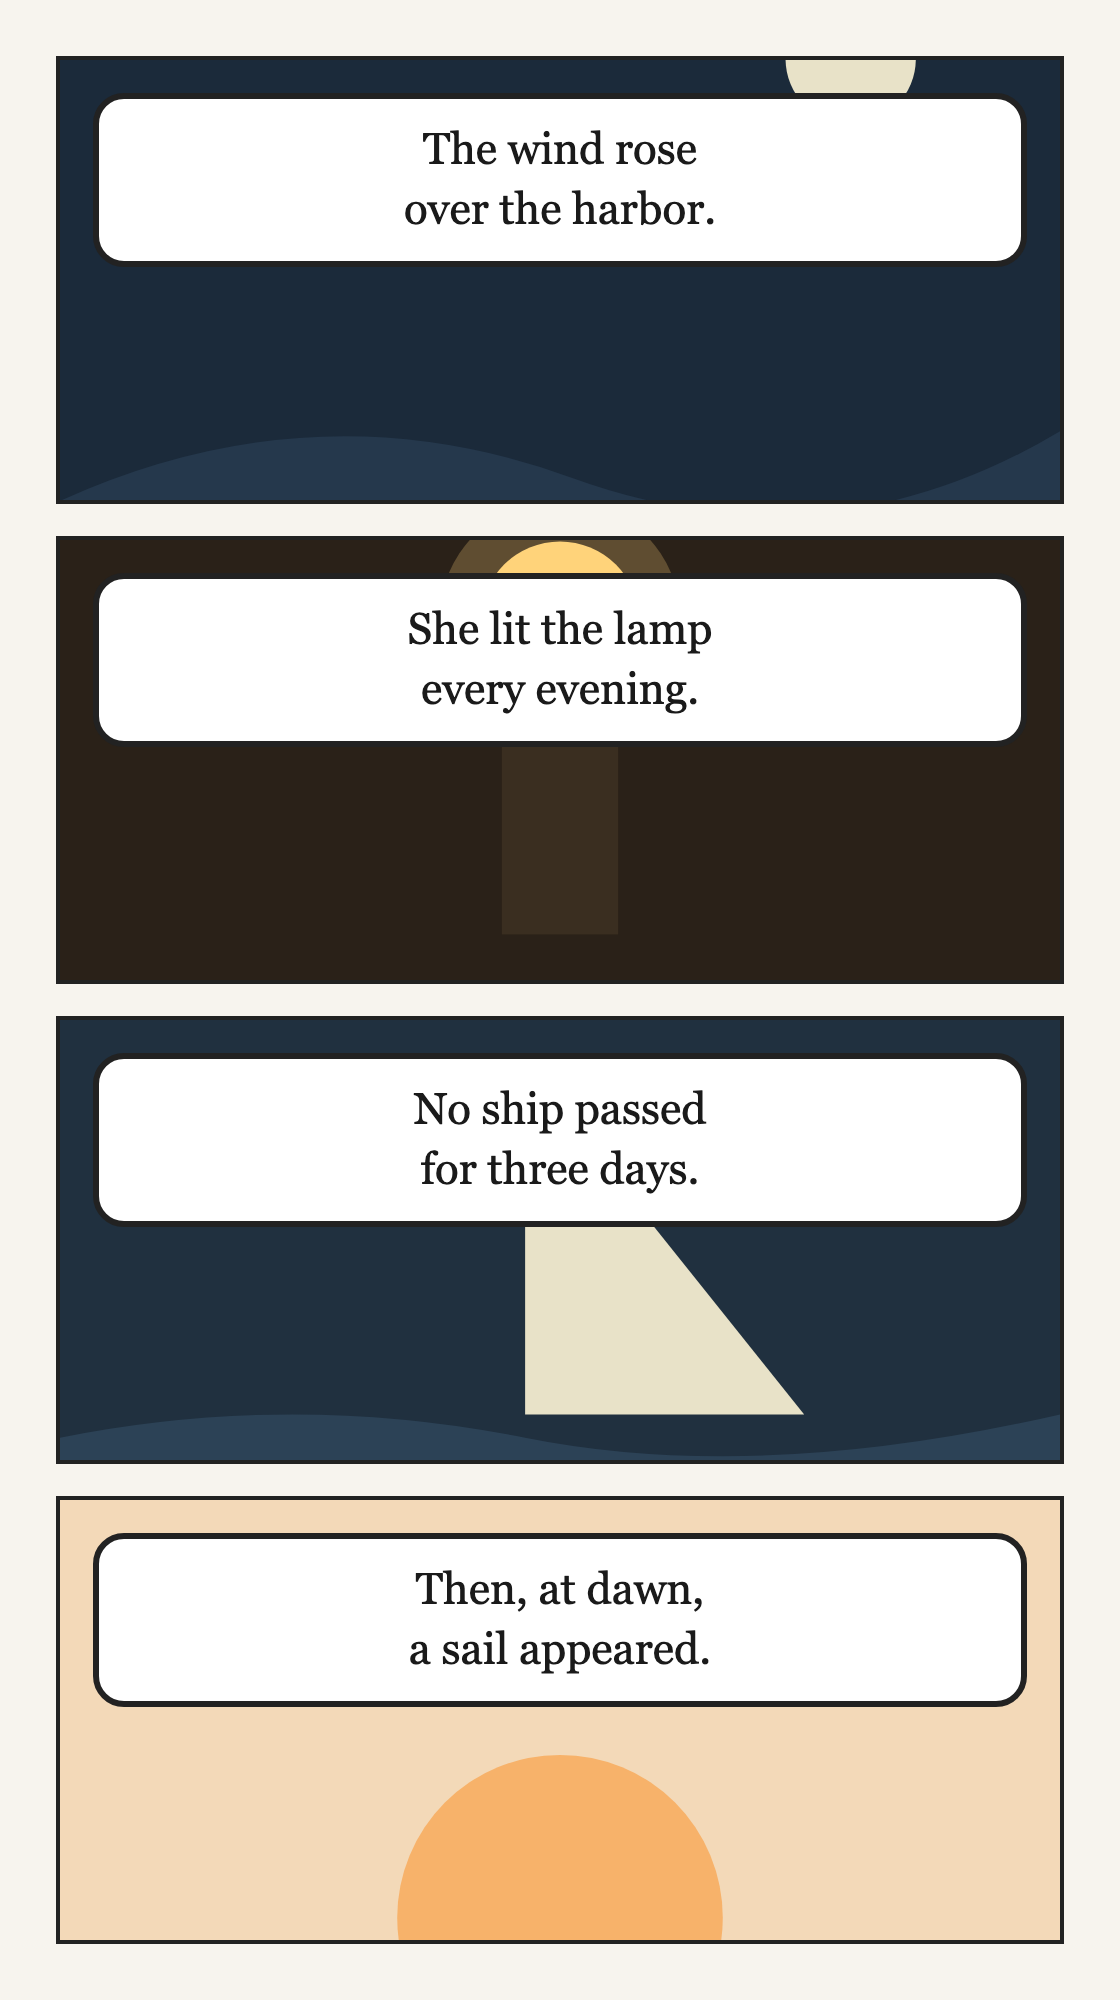 The wind rose
over the harbor.
She lit the lamp
every evening.
No ship passed
for three days.
Then, at dawn,
a sail appeared.